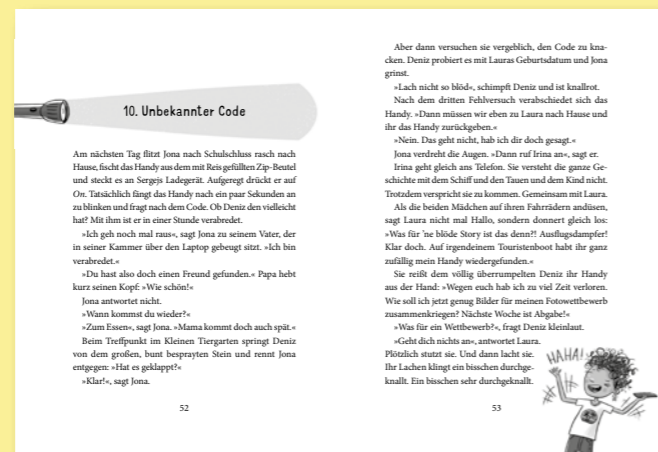 10. Unbekannter Code
Am nächsten Tag flitzt Jona nach Schulschluss rasch nach
Hause, fischt das Handy aus dem mit Reis gefüllten Zip-Beutel
und steckt es an Sergejs Ladegerät. Aufgeregt drückt er auf
On. Tatsächlich fängt das Handy nach ein paar Sekunden an
zu blinken und fragt nach dem Code. Ob Deniz den vielleicht
hat? Mit ihm ist er in einer Stunde verabredet.
»Ich geh noch mal raus«, sagt Jona zu seinem Vater, der
in seiner Kammer über den Laptop gebeugt sitzt. »Ich bin
verabredet.«
»Du hast also doch einen Freund gefunden.« Papa hebt
kurz seinen Kopf: »Wie schön!«
Jona antwortet nicht.
»Wann kommst du wieder?«
»Zum Essen«, sagt Jona. »Mama kommt doch auch spät.«
Beim Treffpunkt im Kleinen Tiergarten springt Deniz
von dem großen, bunt besprayten Stein und rennt Jona
entgegen: »Hat es geklappt?«
»Klar!«, sagt Jona.
52
Aber dann versuchen sie vergeblich, den Code zu kna-
cken. Deniz probiert es mit Lauras Geburtsdatum und Jona
grinst.
»Lach nicht so blöd«, schimpft Deniz und ist knallrot.
Nach dem dritten Fehlversuch verabschiedet sich das
Handy. »Dann müssen wir eben zu Laura nach Hause und
ihr das Handy zurückgeben.«
»Nein. Das geht nicht, hab ich dir doch gesagt.«
Jona verdreht die Augen. »Dann ruf Irina an«, sagt er.
Irina geht gleich ans Telefon. Sie versteht die ganze Ge-
schichte mit dem Schiff und den Tauen und dem Kind nicht.
Trotzdem verspricht sie zu kommen. Gemeinsam mit Laura.
Als die beiden Mädchen auf ihren Fahrrädern andüsen,
sagt Laura nicht mal Hallo, sondern donnert gleich los:
»Was für ’ne blöde Story ist das denn?! Ausflugsdampfer!
Klar doch. Auf irgendeinem Touristenboot habt ihr ganz
zufällig mein Handy wiedergefunden.«
Sie reißt dem völlig überrumpelten Deniz ihr Handy
aus der Hand: »Wegen euch hab ich zu viel Zeit verloren.
Wie soll ich jetzt genug Bilder für meinen Fotowettbewerb
zusammenkriegen? Nächste Woche ist Abgabe!«
»Was für ein Wettbewerb?«, fragt Deniz kleinlaut.
»Geht dich nichts an«, antwortet Laura.
Plötzlich stutzt sie. Und dann lacht sie.
Ihr Lachen klingt ein bisschen durchge-
knallt. Ein bisschen sehr durchgeknallt.
HAHA!
53